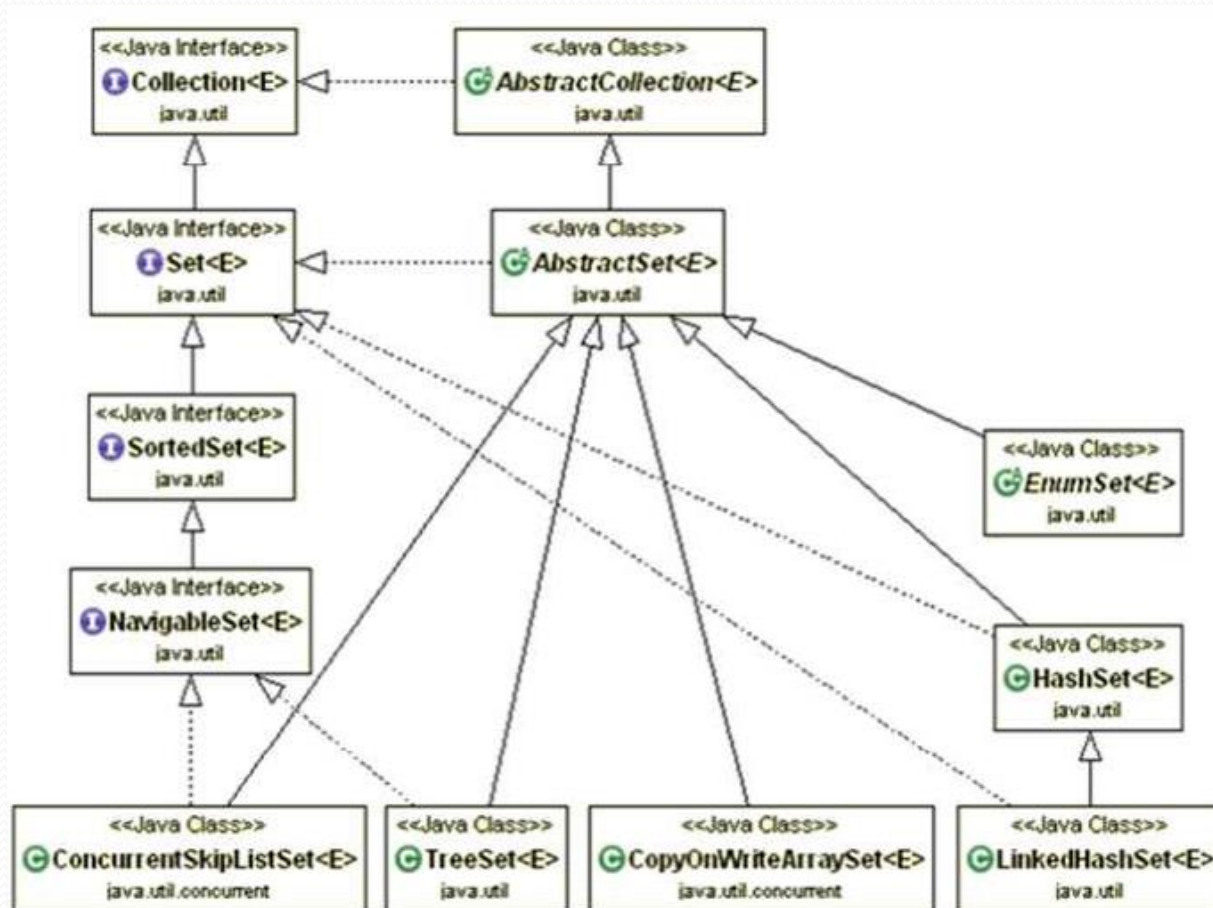 <<Java Interface>>
Collection<E>
java.util
<<Java Class>>
AbstractCollection<E>
java.util
<<Java Interface>>
Set<E>
java.util
<<Java Class>>
AbstractSet<E>
java.util
<<Java Interface>>
SortedSet<E>
java.util
<<Java Class>>
EnumSet<E>
java.util
<<Java Interface>>
NavigableSet<E>
java.util
<<Java Class>>
HashSet<E>
java.util
<<Java Class>>
ConcurrentSkipListSet<E>
java.util.concurrent
<<Java Class>>
TreeSet<E>
java.util
<<Java Class>>
CopyOnWriteArraySet<E>
java.util.concurrent
<<Java Class>>
LinkedHashSet<E>
java.util